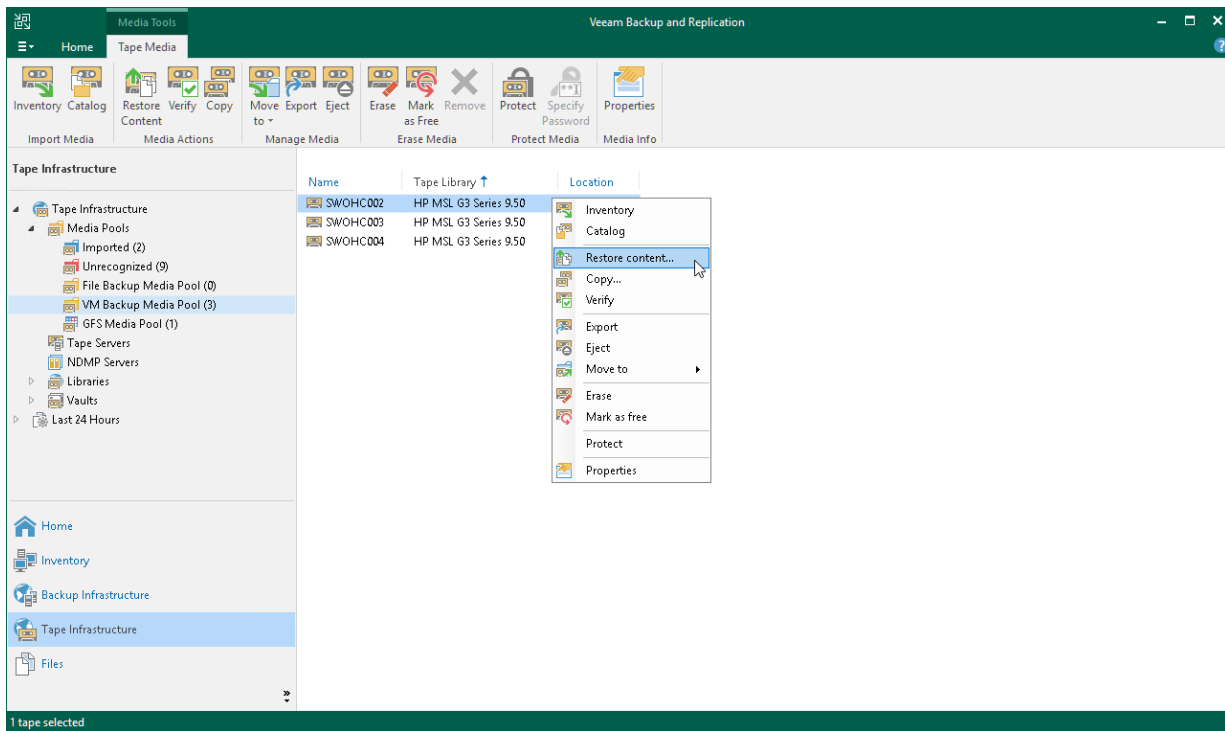 Media Tools
Veeam Backup and Replication
Home
Tape Media
?
Inventory Catalog Restore Content Verify Copy Move to Export Eject Erase Mark as Free Remove Protect Specify Password Properties
Import Media Media Actions Manage Media Erase Media Protect Media Media Info
Tape Infrastructure
Tape Infrastructure
Media Pools
Imported (2)
Unrecognized (9)
File Backup Media Pool (0)
VM Backup Media Pool (3)
GFS Media Pool (1)
Tape Servers
NDMP Servers
Libraries
Vaults
Last 24 Hours
Home
Inventory
Backup Infrastructure
Tape Infrastructure
Files
Name Tape Library Location
SWOHC002 HP MSL G3 Series 9.50
SWOHC003 HP MSL G3 Series 9.50
SWOHC004 HP MSL G3 Series 9.50
Inventory
Catalog
Restore content...
Copy...
Verify
Export
Eject
Move to
Erase
Mark as free
Protect
Properties
1 tape selected